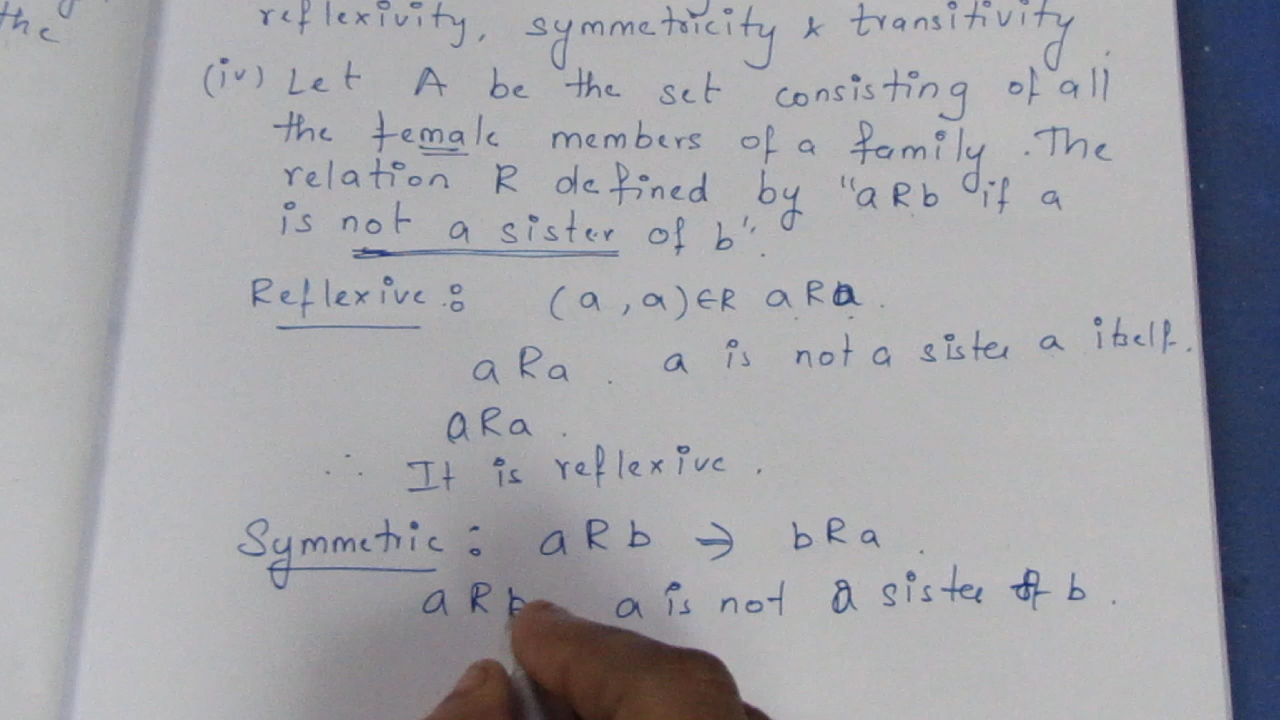 the
reflexivity, symmetricity & transitivity
(iv) Let A be the set consisting of all
the female members of a family. The
relation R defined by "aRb if a
is not a sister of b".
Reflexive : (a, a) ∈ R aRa.
aRa. a is not a sister a itself.
aRa.
∴ It is reflexive.
Symmetric : aRb → bRa.
aRb a is not a sister of b.